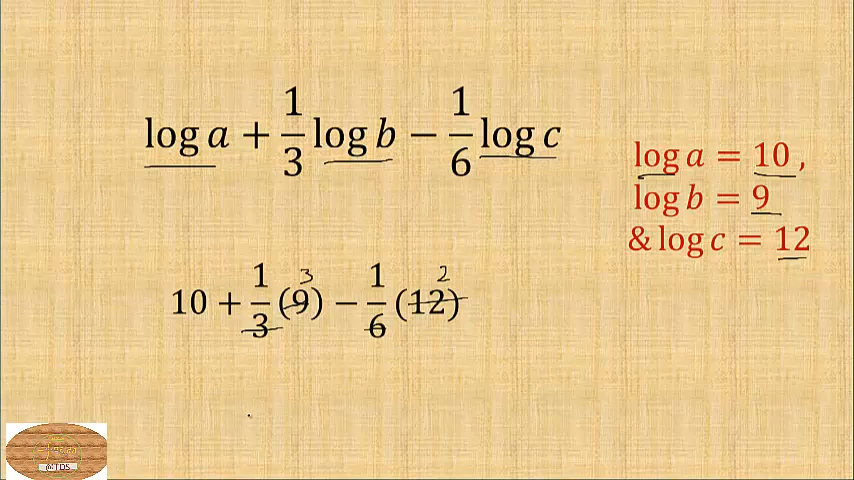 log a + 1/3 log b − 1/6 log c
log a = 10 ,
log b = 9
& log c = 12
3 2
10 + 1/3 (9) − 1/6 (12)
@TDS